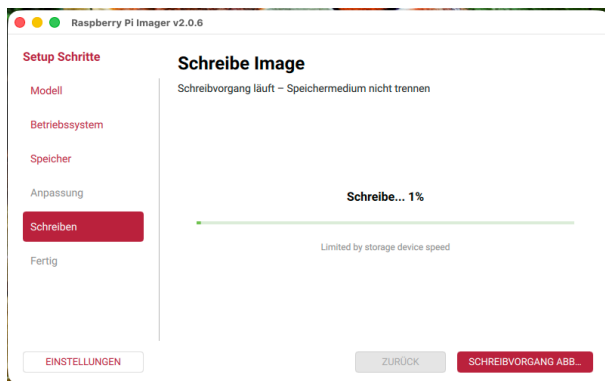 Raspberry Pi Imager v2.0.6
Setup Schritte
Modell
Betriebssystem
Speicher
Anpassung
Schreiben
Fertig
EINSTELLUNGEN
Schreibe Image
Schreibvorgang läuft – Speichermedium nicht trennen
Schreibe... 1%
Limited by storage device speed
ZURÜCK
SCHREIBVORGANG ABB...